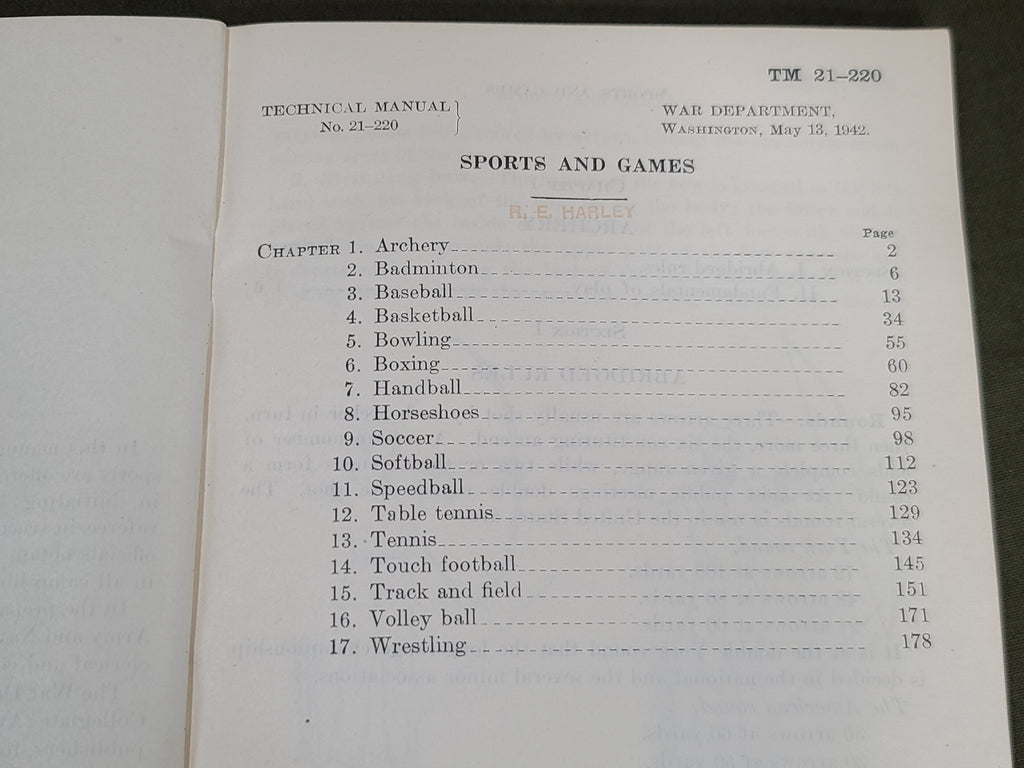 TM 21–220
TECHNICAL MANUAL
No. 21–220
WAR DEPARTMENT,
WASHINGTON, May 13, 1942.
SPORTS AND GAMES
R. E. HARLEY
Page
CHAPTER 1. Archery 2
2. Badminton 6
3. Baseball 13
4. Basketball 34
5. Bowling 55
6. Boxing 60
7. Handball 82
8. Horseshoes 95
9. Soccer 98
10. Softball 112
11. Speedball 123
12. Table tennis 129
13. Tennis 134
14. Touch football 145
15. Track and field 151
16. Volley ball 171
17. Wrestling 178